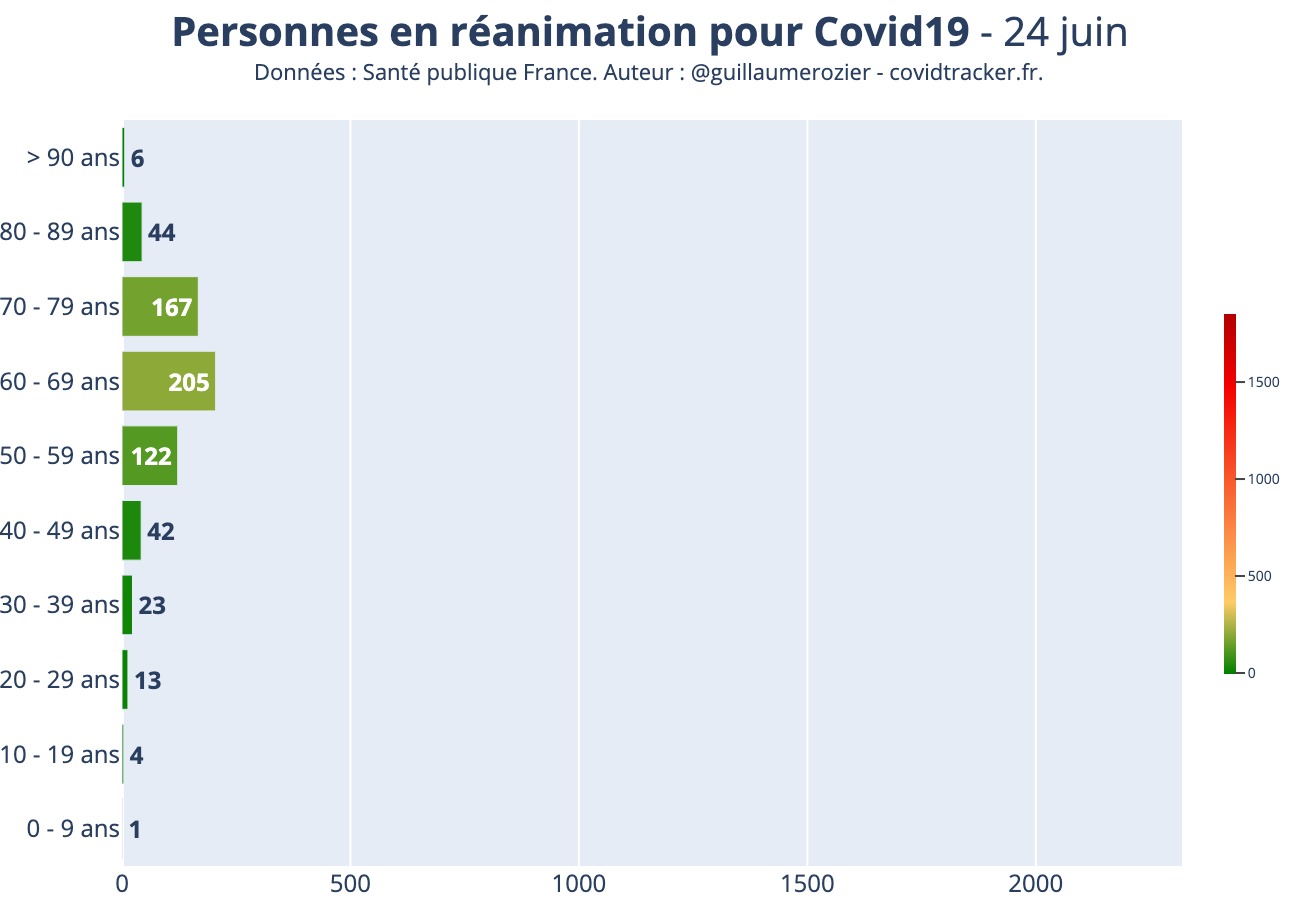 Personnes en réanimation pour Covid19 - 24 juin
Données : Santé publique France. Auteur : @guillaumerozier - covidtracker.fr.
> 90 ans 6
80 - 89 ans 44
70 - 79 ans 167
60 - 69 ans 205
50 - 59 ans 122
40 - 49 ans 42
30 - 39 ans 23
20 - 29 ans 13
10 - 19 ans 4
0 - 9 ans 1
0 500 1000 1500 2000
1500
1000
500
0